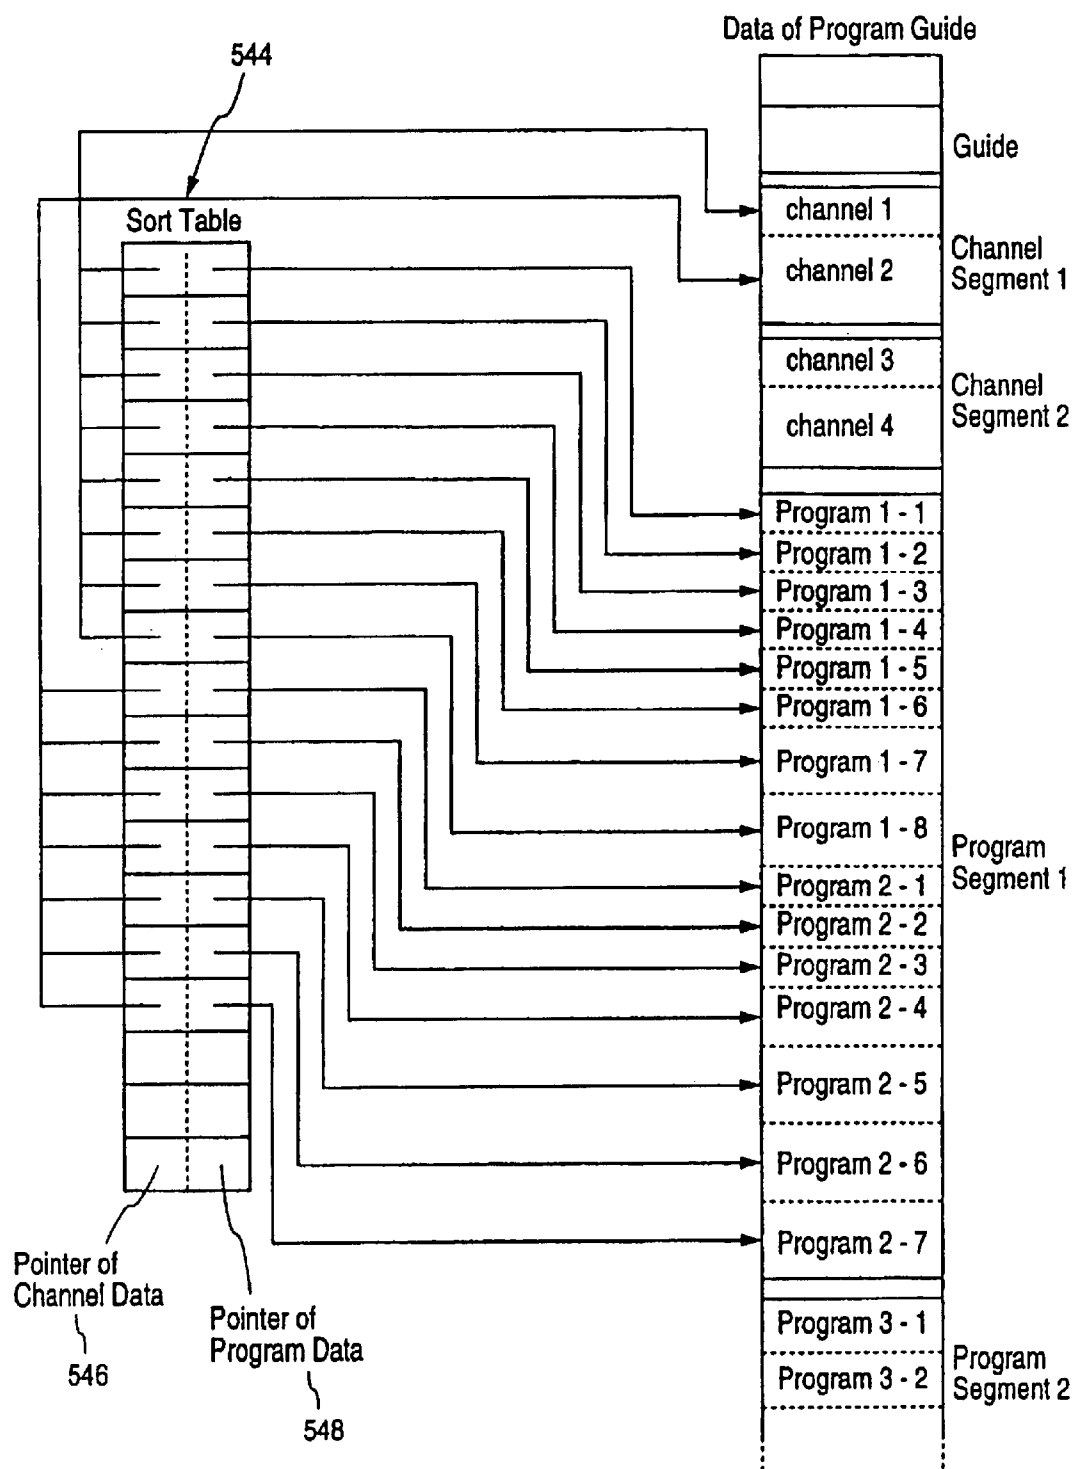 Data of Program Guide
544
Guide
Sort Table
channel 1
channel 2
Channel
Segment 1
channel 3
channel 4
Channel
Segment 2
Program 1 - 1
Program 1 - 2
Program 1 - 3
Program 1 - 4
Program 1 - 5
Program 1 - 6
Program 1 - 7
Program 1 - 8
Program 2 - 1
Program 2 - 2
Program 2 - 3
Program 2 - 4
Program 2 - 5
Program 2 - 6
Program 2 - 7
Program
Segment 1
Program 3 - 1
Program 3 - 2
Program
Segment 2
Pointer of
Channel Data
546
Pointer of
Program Data
548